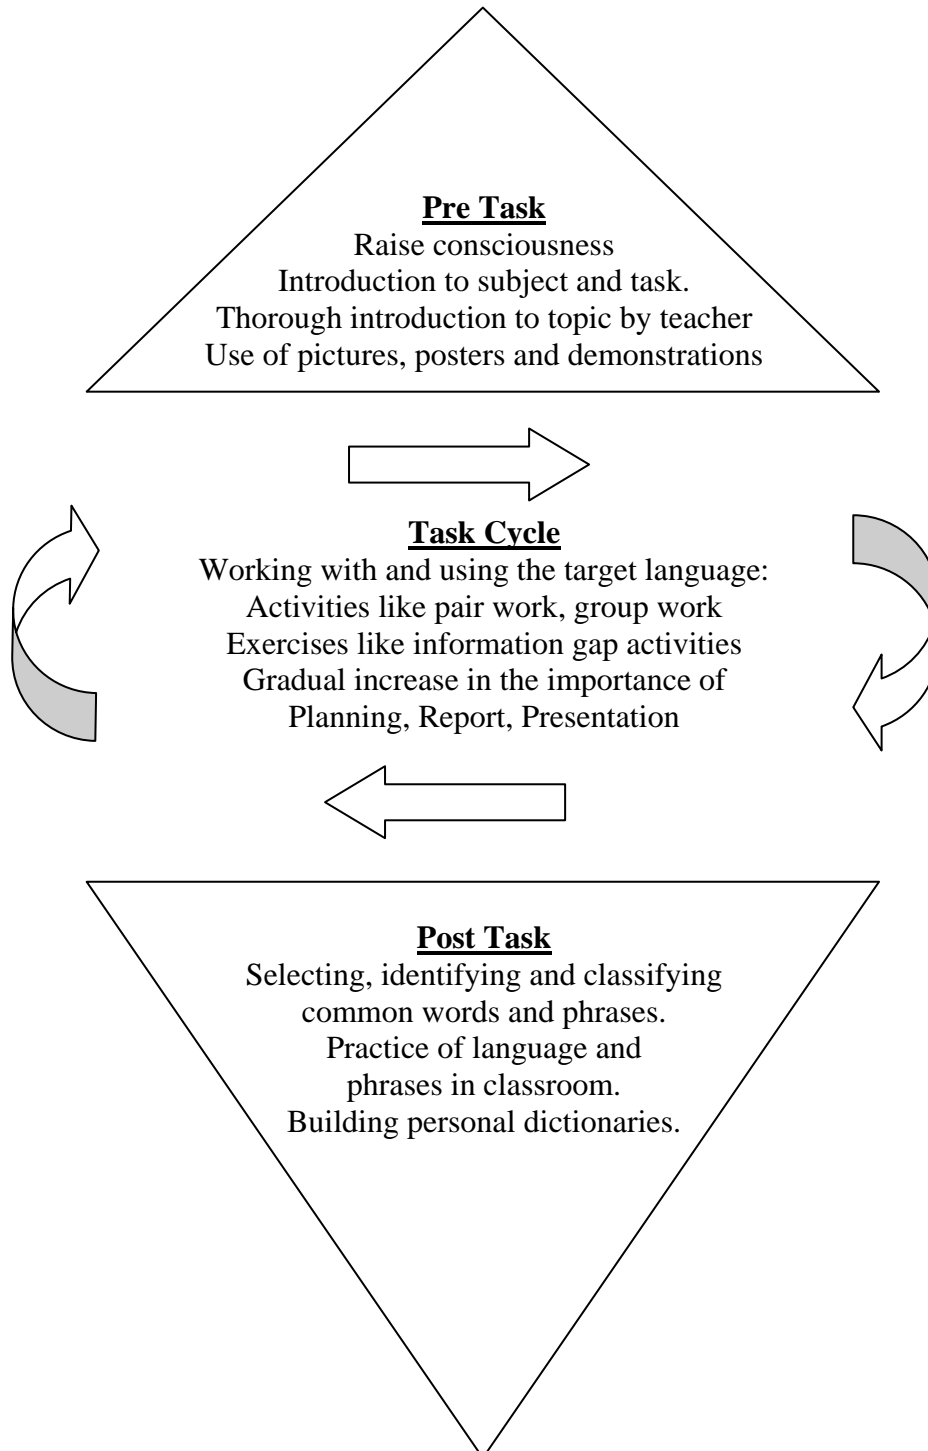 Pre Task
Raise consciousness
Introduction to subject and task.
Thorough introduction to topic by teacher
Use of pictures, posters and demonstrations
Task Cycle
Working with and using the target language:
Activities like pair work, group work
Exercises like information gap activities
Gradual increase in the importance of
Planning, Report, Presentation
Post Task
Selecting, identifying and classifying
common words and phrases.
Practice of language and
phrases in classroom.
Building personal dictionaries.